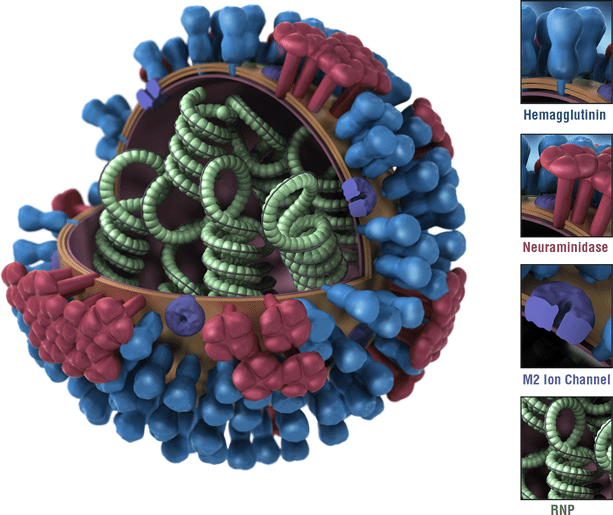 Hemagglutinin
Neuraminidase
M2 Ion Channel
RNP